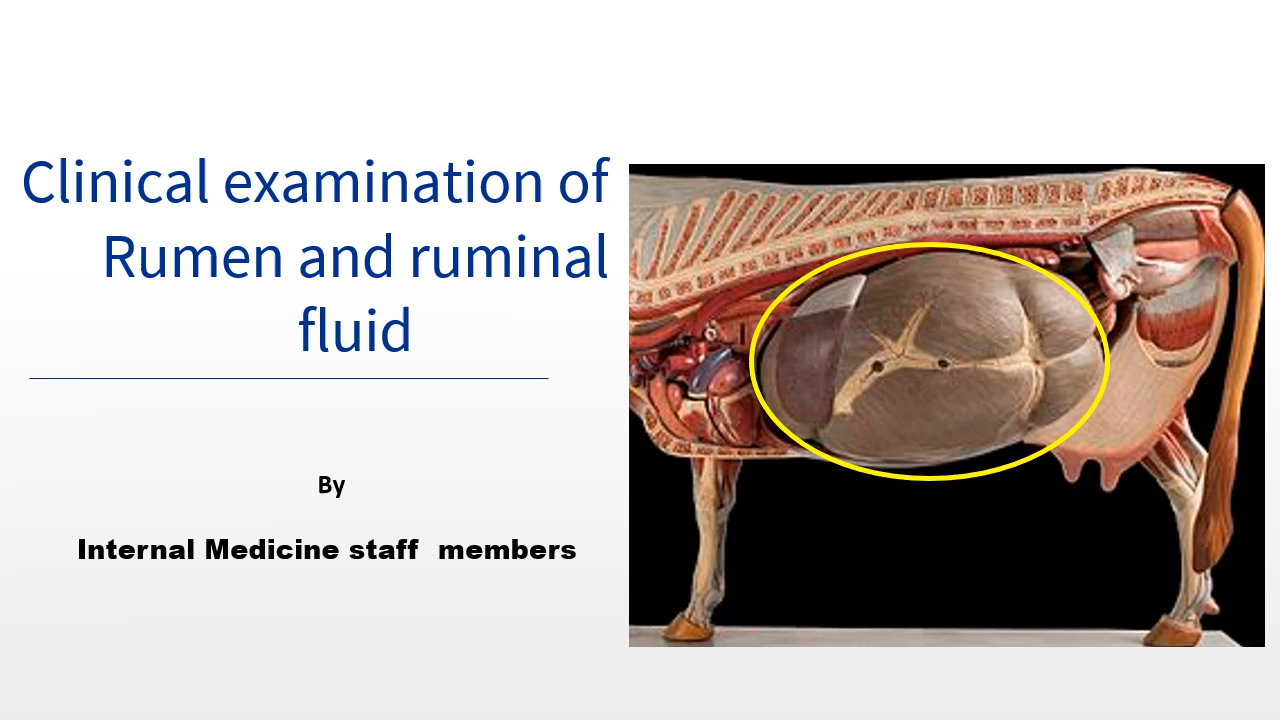 Clinical examination of
Rumen and ruminal
fluid
By
Internal Medicine staff  members